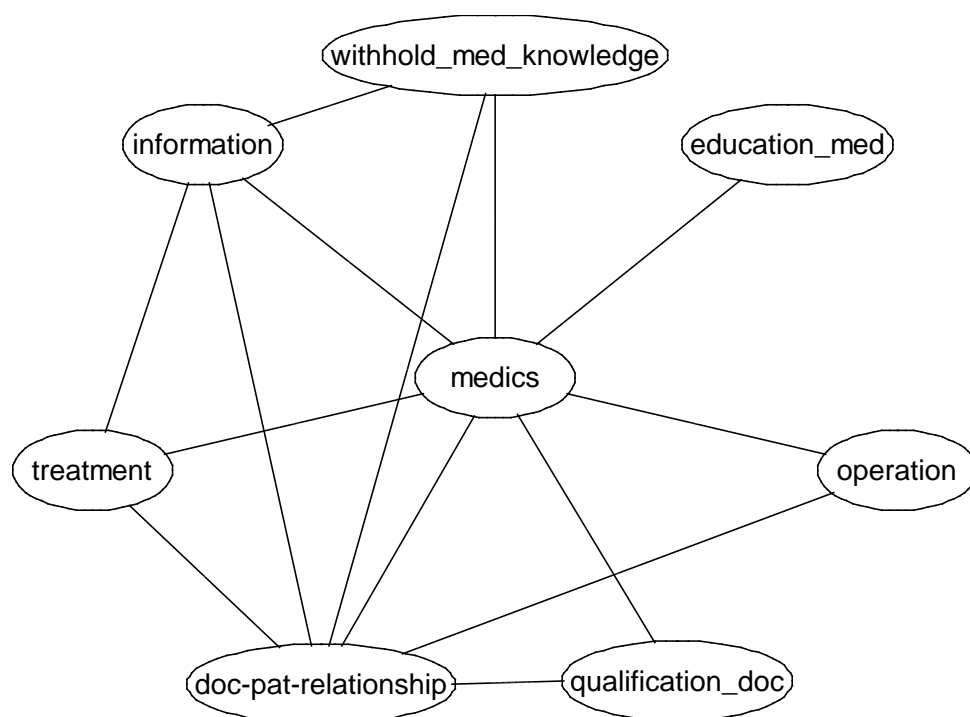 withhold_med_knowledge
information
education_med
medics
treatment
operation
doc-pat-relationship
qualification_doc